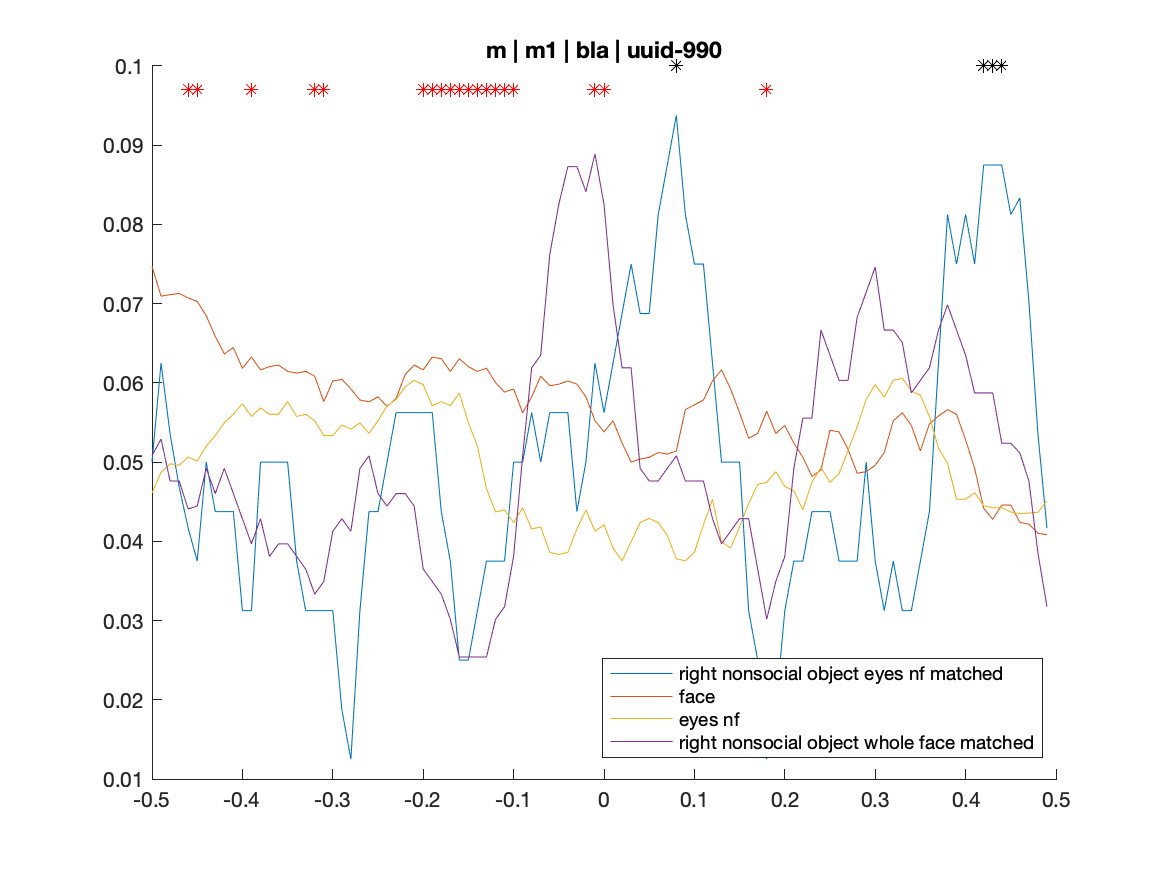 m | m1 | bla | uuid-990
0.1
0.09
0.08
0.07
0.06
0.05
0.04
0.03
0.02
0.01
right nonsocial object eyes nf matched
face
eyes nf
right nonsocial object whole face matched
-0.5 -0.4 -0.3 -0.2 -0.1 0 0.1 0.2 0.3 0.4 0.5